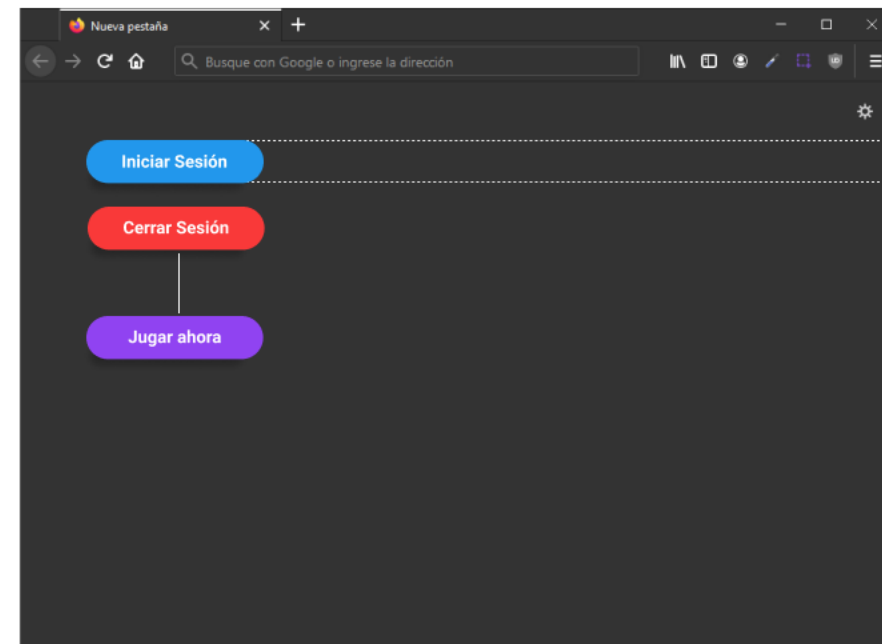 Nueva pestaña
Busque con Google o ingrese la dirección
Iniciar Sesión
Cerrar Sesión
Jugar ahora